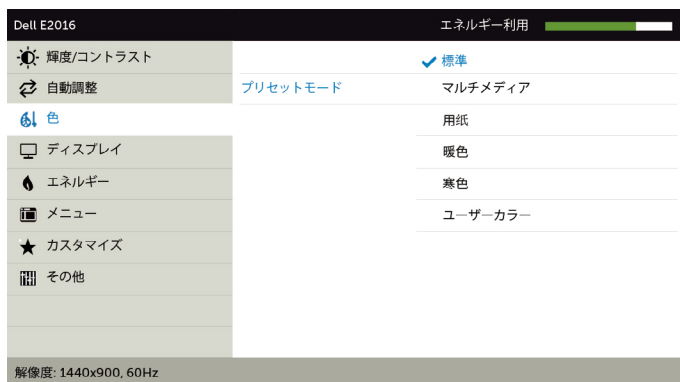 Dell E2016 エネルギー利用
輝度/コントラスト ✔ 標準
自動調整 プリセットモード マルチメディア
色 用纸
ディスプレイ 暖色
エネルギー 寒色
メニュー ユーザーカラー
カスタマイズ
その他
解像度: 1440x900, 60Hz